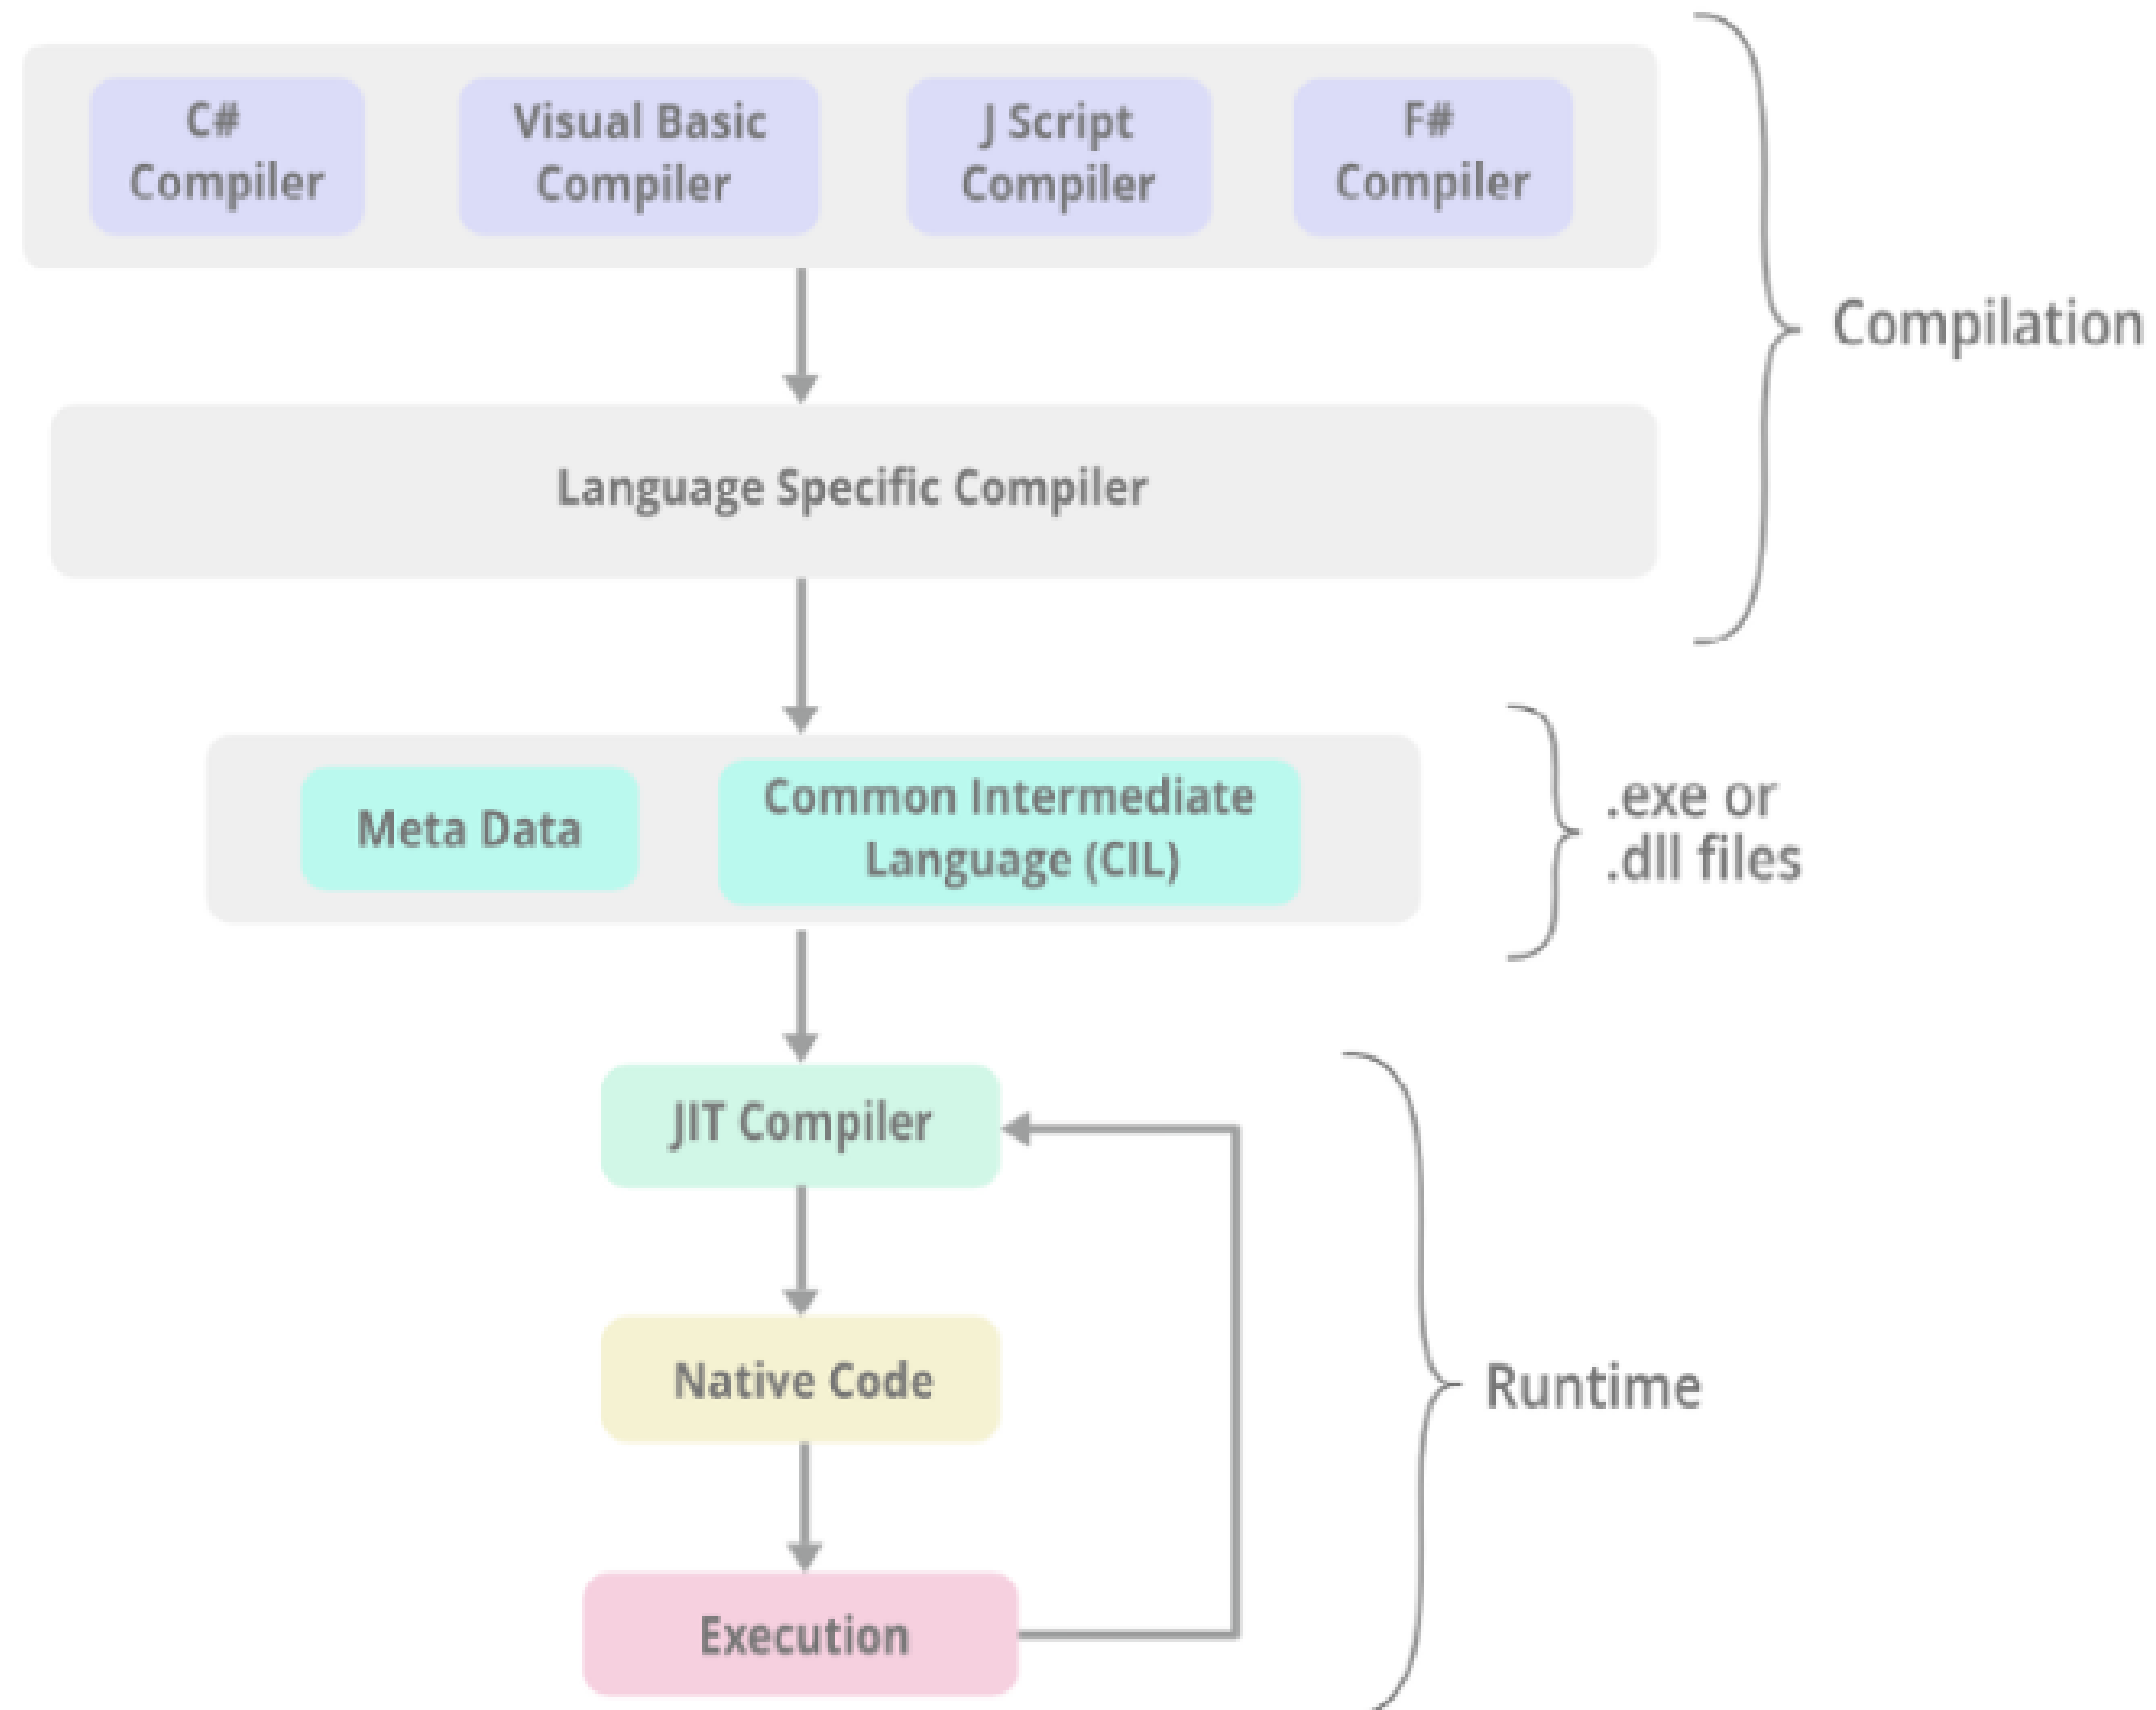 C#
Compiler
Visual Basic
Compiler
J Script
Compiler
F#
Compiler
Compilation
Language Specific Compiler
Meta Data
Common Intermediate
Language (CIL)
.exe or
.dll files
JIT Compiler
Native Code
Runtime
Execution